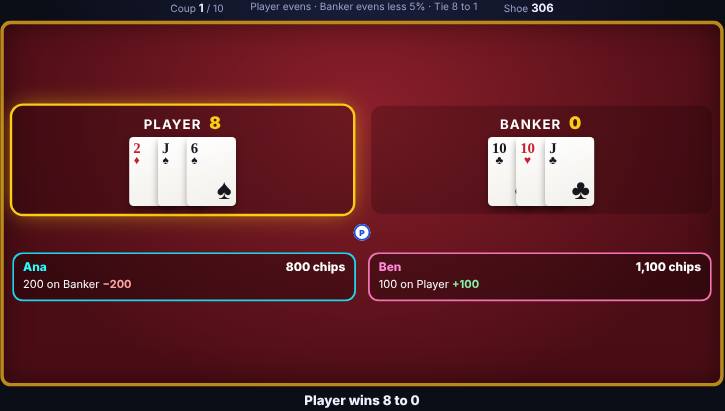 Coup 1 / 10 Player evens · Banker evens less 5% · Tie 8 to 1 Shoe 306
PLAYER 8
2♦ J♠ 6♠
BANKER 0
10♣ 10♥ J♣
P
Ana 800 chips
200 on Banker −200
Ben 1,100 chips
100 on Player +100
Player wins 8 to 0